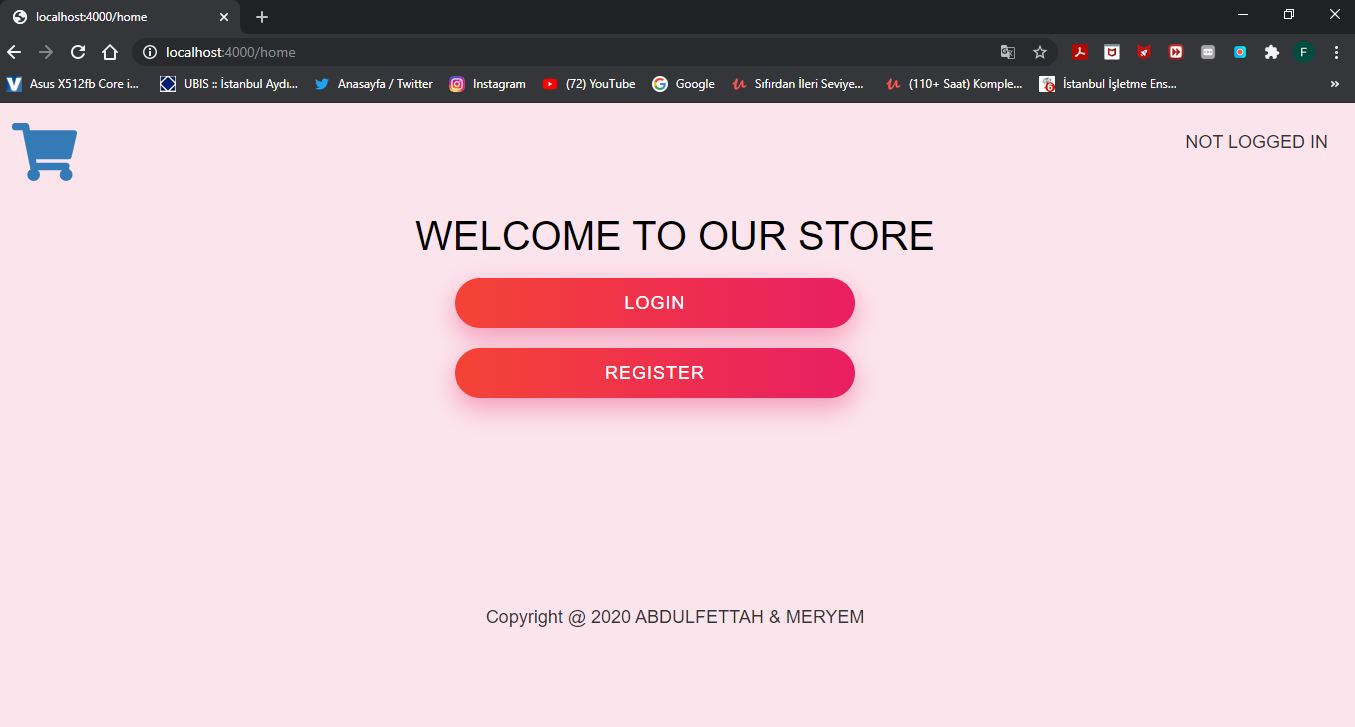 localhost:4000/home
localhost:4000/home
F
Asus X512fb Core i... UBIS :: İstanbul Aydı... Anasayfa / Twitter Instagram (72) YouTube Google Sıfırdan İleri Seviye... (110+ Saat) Komple... İstanbul İşletme Ens... »
NOT LOGGED IN
WELCOME TO OUR STORE
LOGIN
REGISTER
Copyright @ 2020 ABDULFETTAH & MERYEM